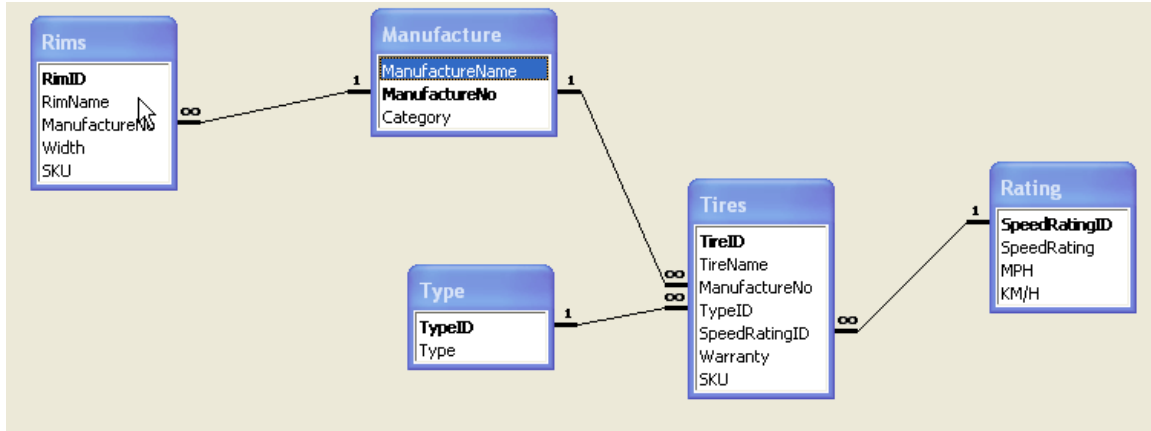 Rims
RimID
RimName
ManufactureNo
Width
SKU
1
∞
Manufacture
ManufactureName
ManufactureNo
Category
1
Type
TypeID
Type
1
Tires
TireID
TireName
ManufactureNo
TypeID
SpeedRatingID
Warranty
SKU
∞
∞
∞
Rating
SpeedRatingID
SpeedRating
MPH
KM/H
1